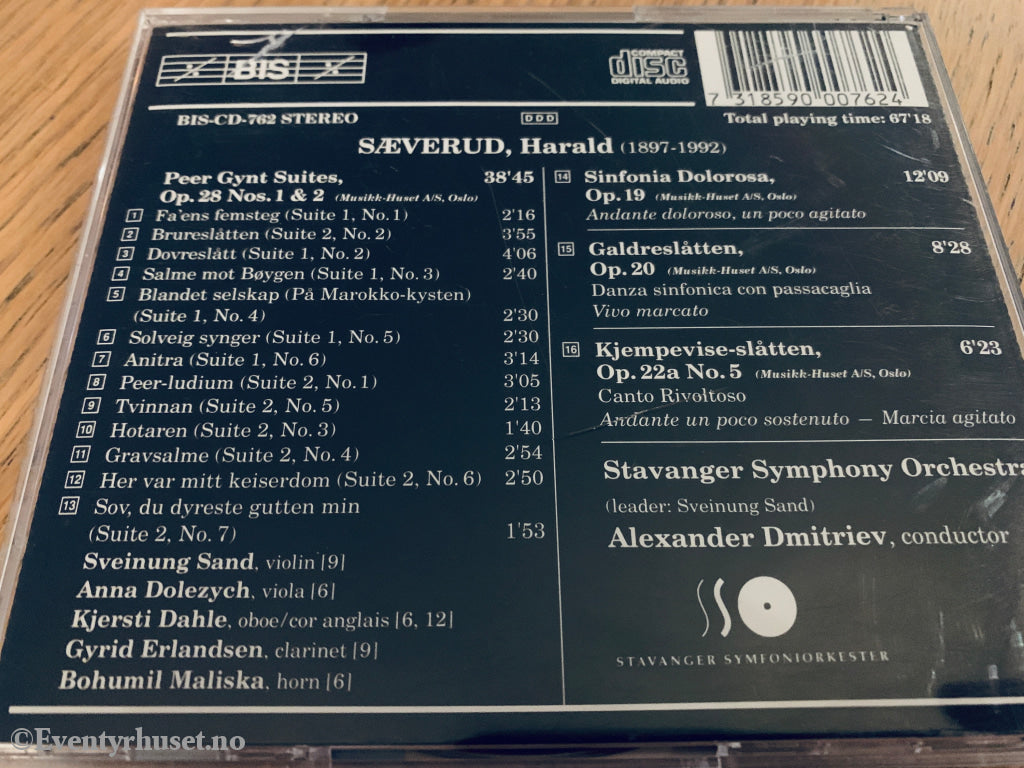 BIS
COMPACT
disc
DIGITAL AUDIO
7 318590 007624
BIS-CD-762 STEREO
DDD
Total playing time: 67'18
SÆVERUD, Harald (1897-1992)
Peer Gynt Suites, 38'45
Op. 28 Nos. 1 & 2 (Musikk-Huset A/S, Oslo)
1 Fa'ens femsteg (Suite 1, No. 1) 2'16
2 Brureslåtten (Suite 2, No. 2) 3'55
3 Dovreslått (Suite 1, No. 2) 4'06
4 Salme mot Bøygen (Suite 1, No. 3) 2'40
5 Blandet selskap (På Marokko-kysten)
(Suite 1, No. 4) 2'30
6 Solveig synger (Suite 1, No. 5) 2'30
7 Anitra (Suite 1, No. 6) 3'14
8 Peer-ludium (Suite 2, No. 1) 3'05
9 Tvinnan (Suite 2, No. 5) 2'13
10 Hotaren (Suite 2, No. 3) 1'40
11 Gravsalme (Suite 2, No. 4) 2'54
12 Her var mitt keiserdom (Suite 2, No. 6) 2'50
13 Sov, du dyreste gutten min
(Suite 2, No. 7) 1'53
Sveinung Sand, violin [9]
Anna Dolezych, viola [6]
Kjersti Dahle, oboe/cor anglais [6, 12]
Gyrid Erlandsen, clarinet [9]
Bohumil Maliska, horn [6]
14 Sinfonia Dolorosa, 12'09
Op. 19 (Musikk-Huset A/S, Oslo)
Andante doloroso, un poco agitato
15 Galdreslåtten, 8'28
Op. 20 (Musikk-Huset A/S, Oslo)
Danza sinfonica con passacaglia
Vivo marcato
16 Kjempevise-slåtten, 6'23
Op. 22a No. 5 (Musikk-Huset A/S, Oslo)
Canto Rivoltoso
Andante un poco sostenuto – Marcia agitato
Stavanger Symphony Orchestra
(leader: Sveinung Sand)
Alexander Dmitriev, conductor
SSO
STAVANGER SYMFONIORKESTER
©Eventyrhuset.no